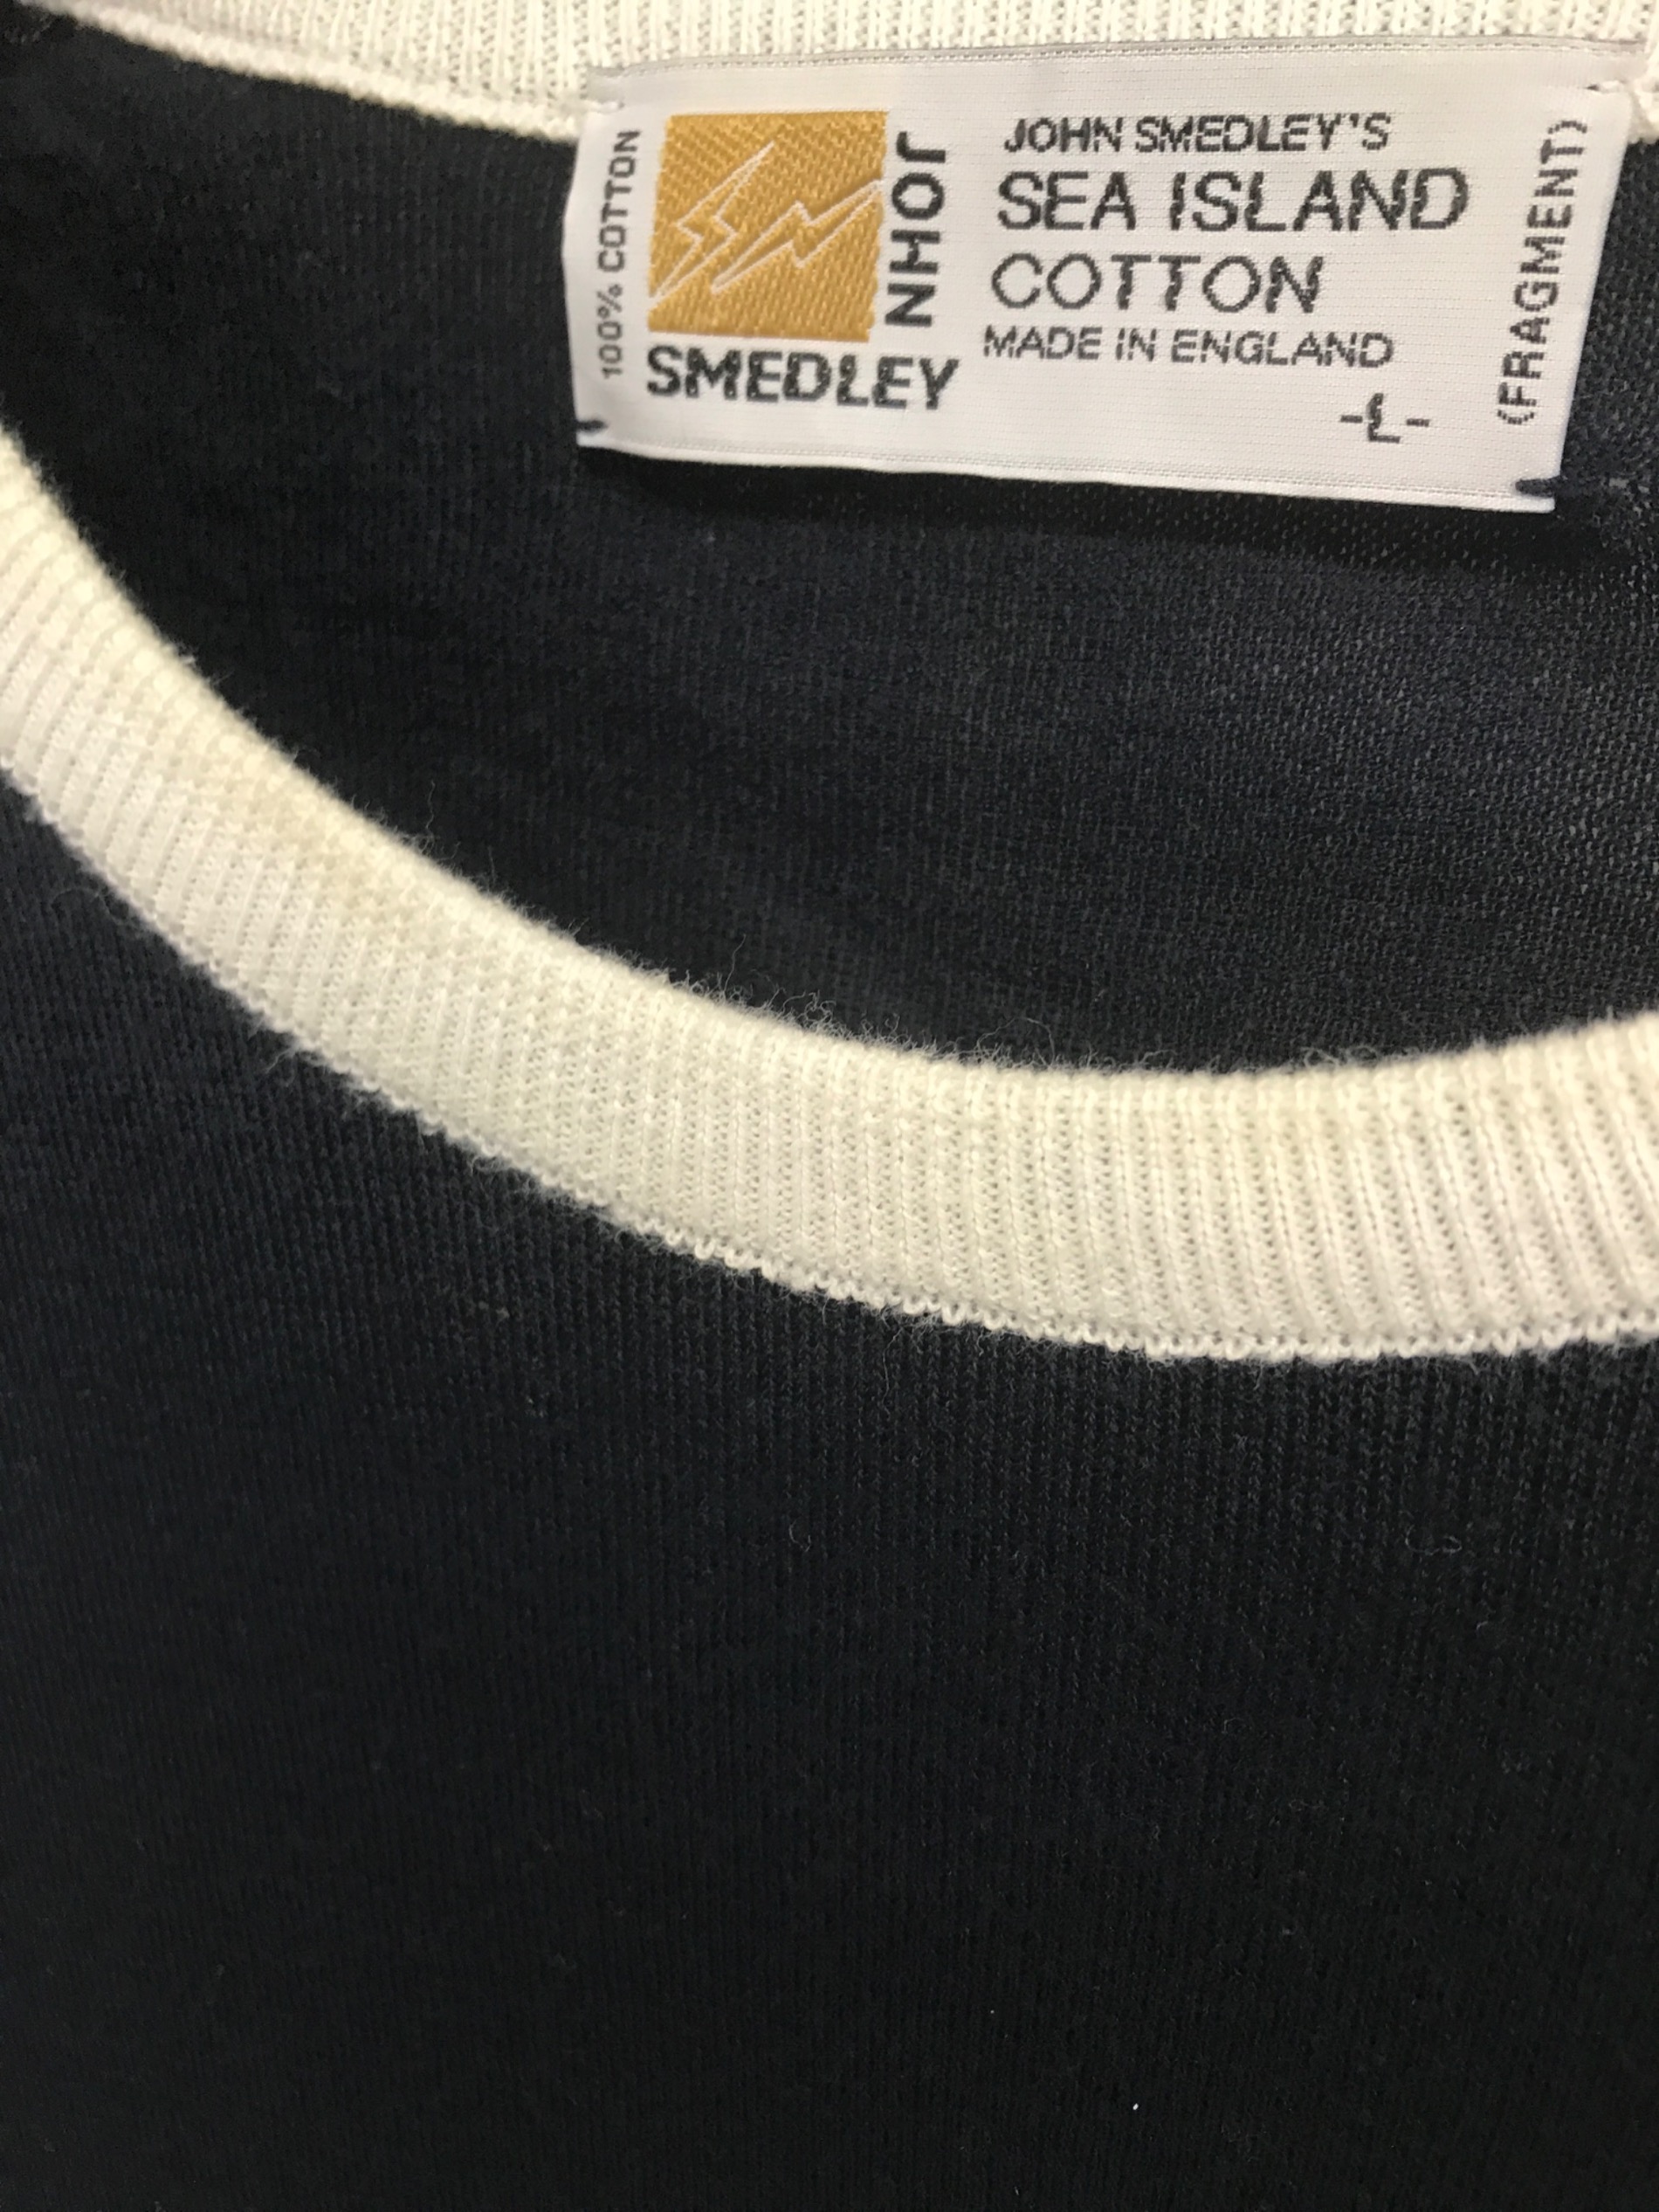 100% COTTON
JOHN
SMEDLEY
JOHN SMEDLEY'S
SEA ISLAND
COTTON
MADE IN ENGLAND
-L-
(FRAGMENT)